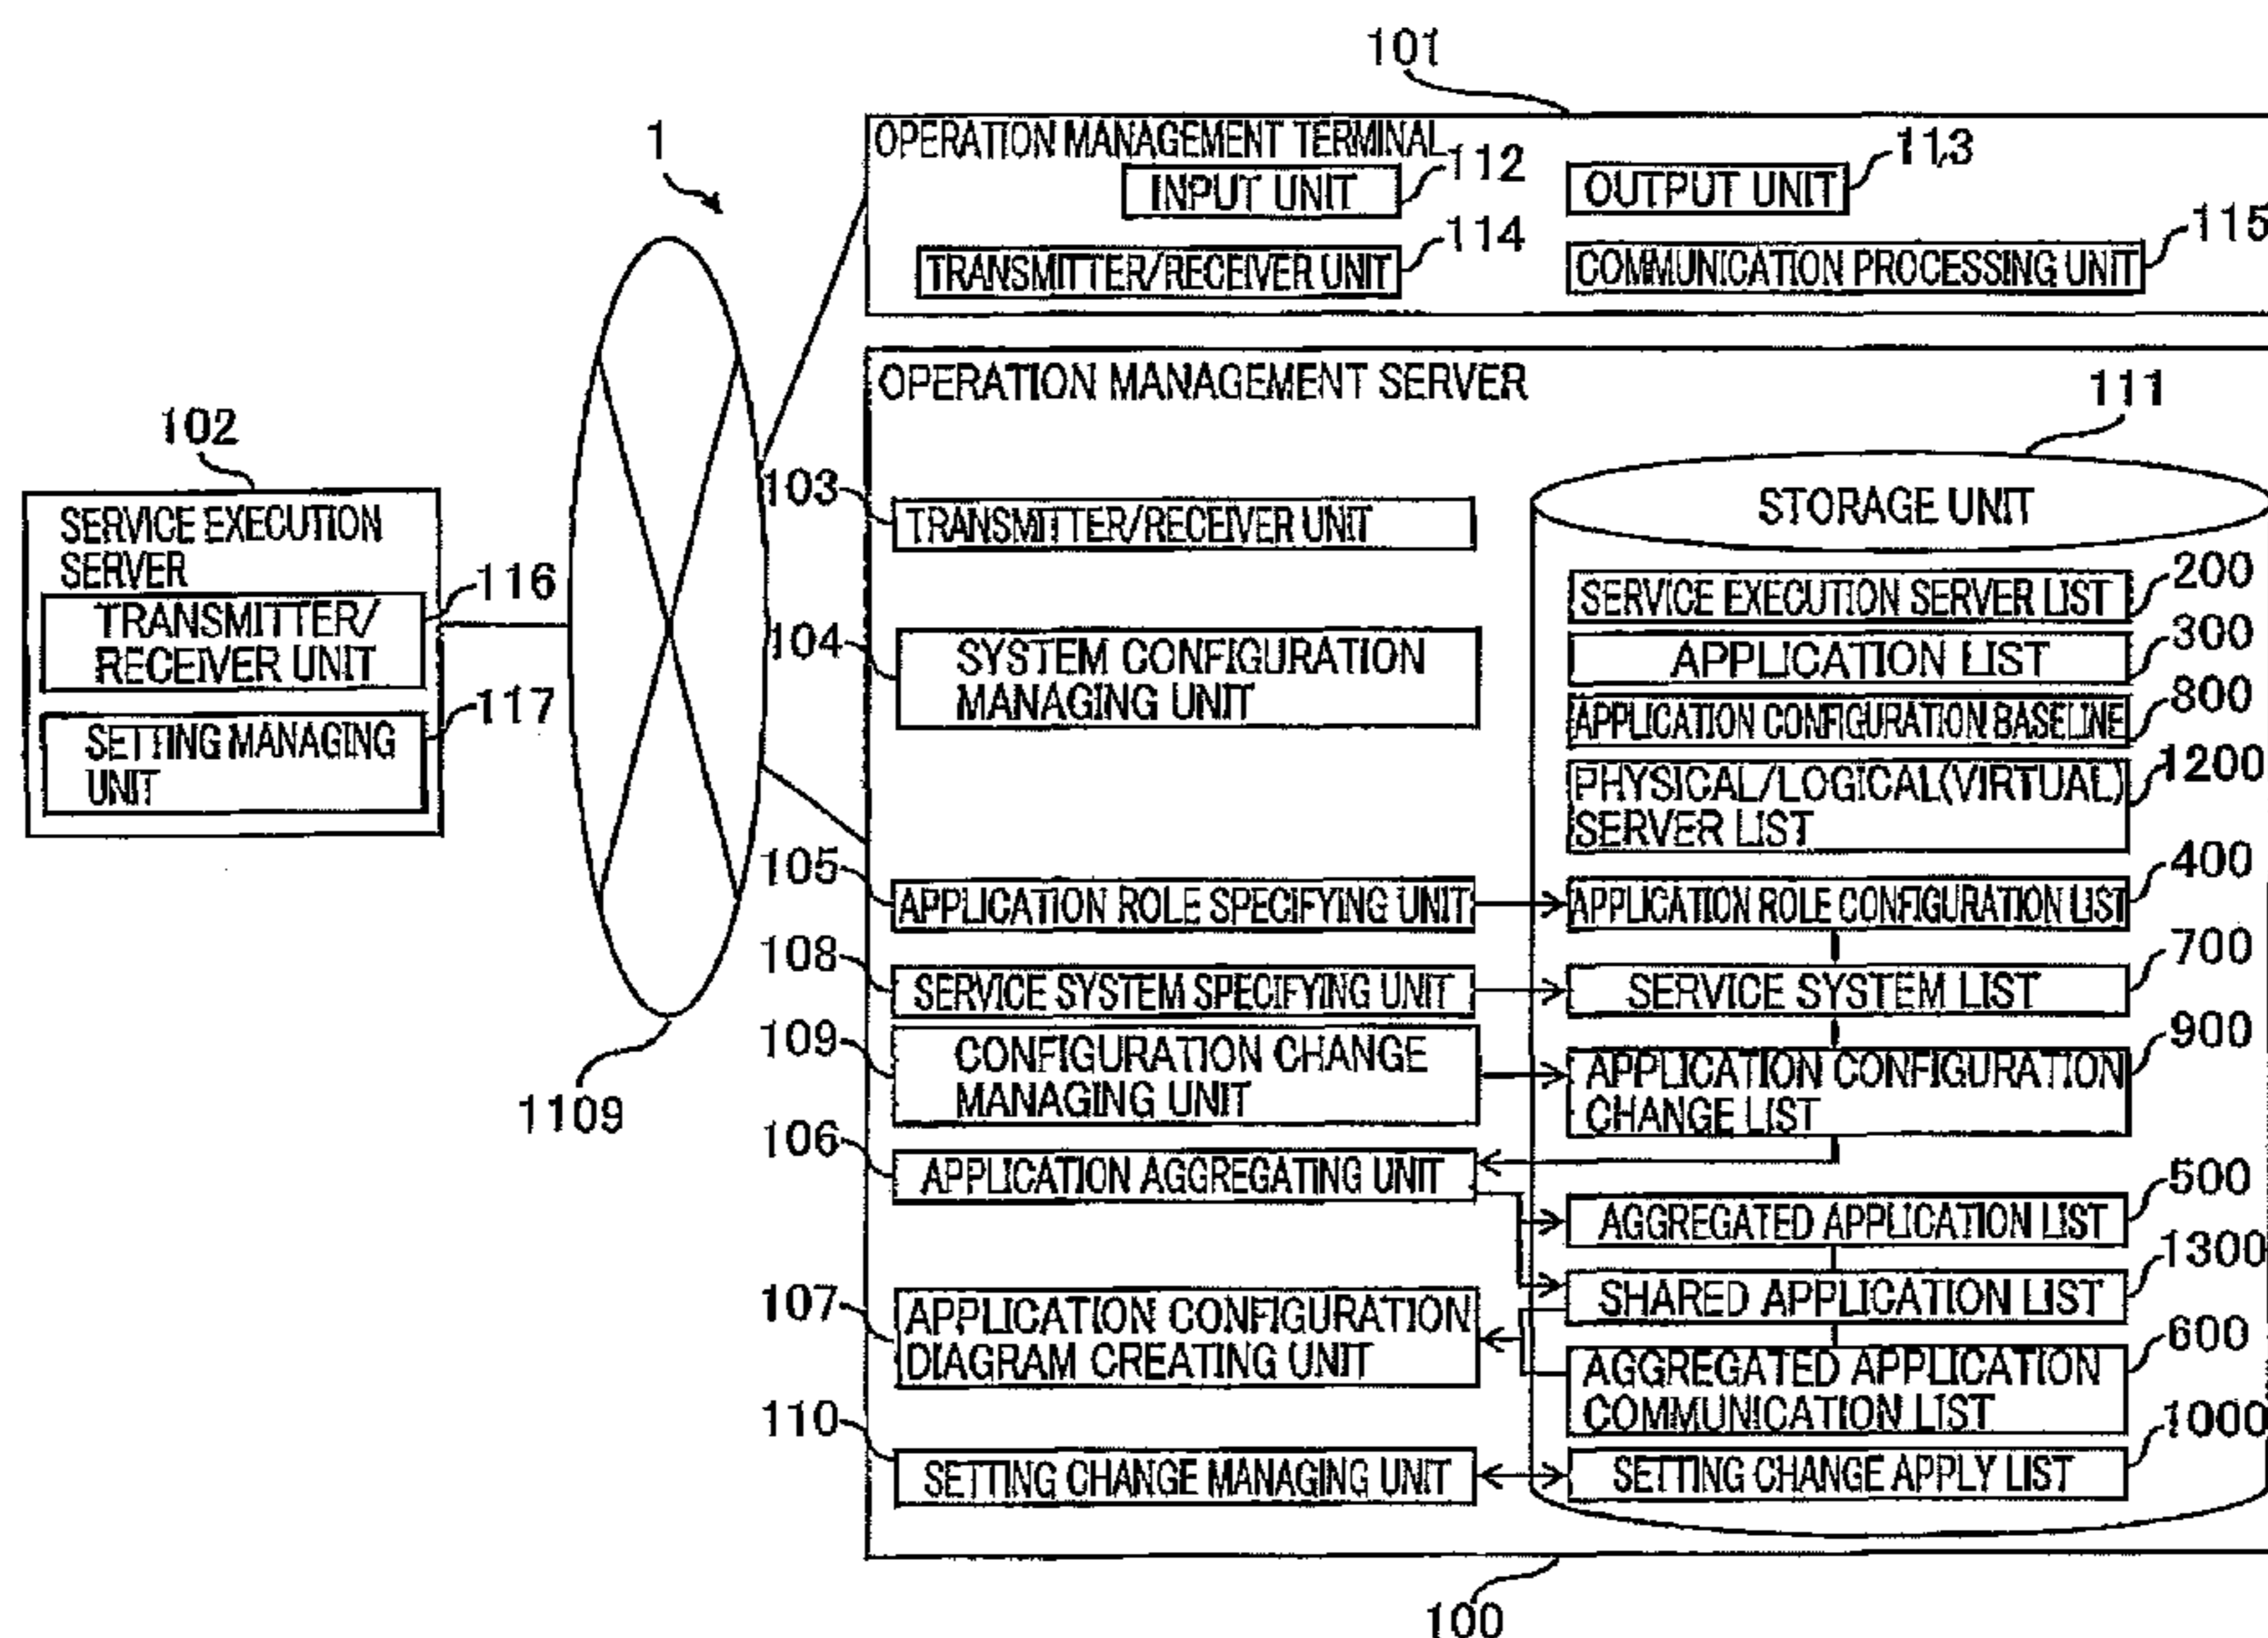 101
1
OPERATION MANAGEMENT TERMINAL
112
INPUT UNIT
113
OUTPUT UNIT
114
TRANSMITTER/RECEIVER UNIT
115
COMMUNICATION PROCESSING UNIT
102
SERVICE EXECUTION
SERVER
116
TRANSMITTER/
RECEIVER UNIT
117
SETTING MANAGING
UNIT
1109
OPERATION MANAGEMENT SERVER
111
STORAGE UNIT
103
TRANSMITTER/RECEIVER UNIT
104
SYSTEM CONFIGURATION
MANAGING UNIT
105
APPLICATION ROLE SPECIFYING UNIT
108
SERVICE SYSTEM SPECIFYING UNIT
109
CONFIGURATION CHANGE
MANAGING UNIT
106
APPLICATION AGGREGATING UNIT
107
APPLICATION CONFIGURATION
DIAGRAM CREATING UNIT
110
SETTING CHANGE MANAGING UNIT
200
SERVICE EXECUTION SERVER LIST
300
APPLICATION LIST
800
APPLICATION CONFIGURATION BASELINE
1200
PHYSICAL/LOGICAL(VIRTUAL)
SERVER LIST
400
APPLICATION ROLE CONFIGURATION LIST
700
SERVICE SYSTEM LIST
900
APPLICATION CONFIGURATION
CHANGE LIST
500
AGGREGATED APPLICATION LIST
1300
SHARED APPLICATION LIST
600
AGGREGATED APPLICATION
COMMUNICATION LIST
1000
SETTING CHANGE APPLY LIST
100